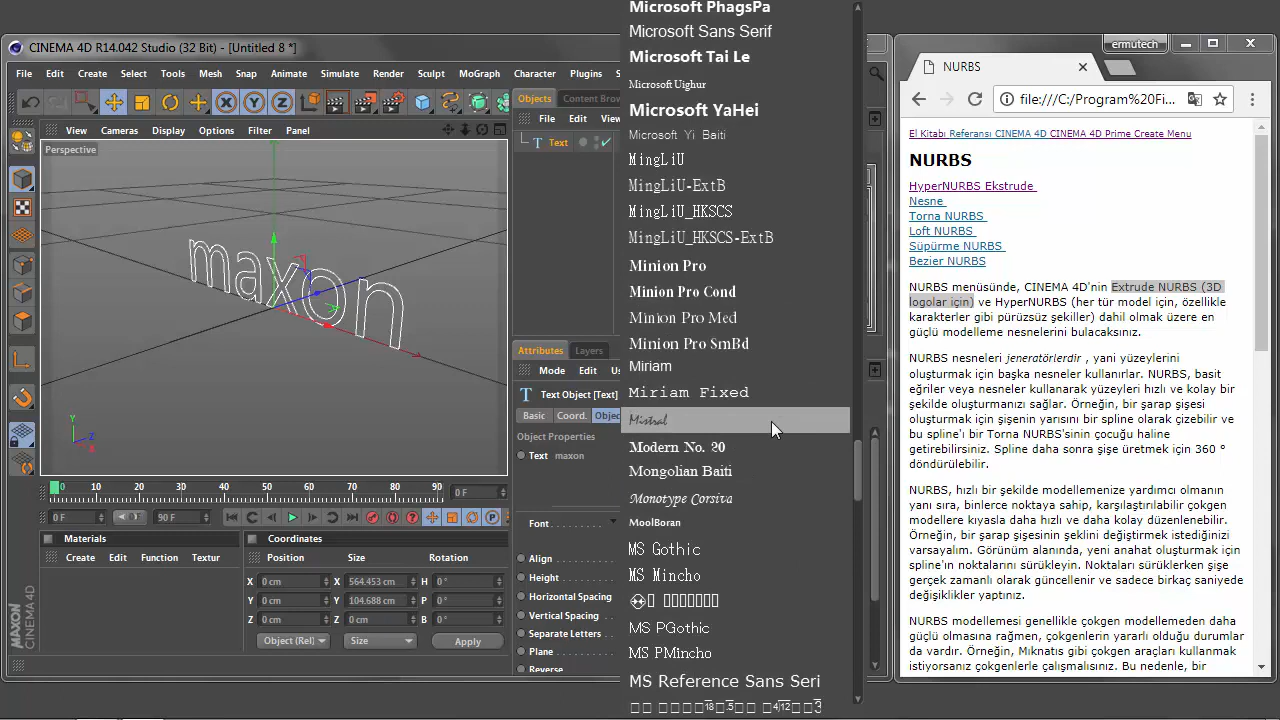 CINEMA 4D R14.042 Studio (32 Bit) - [Untitled 8 *]
File Edit Create Select Tools Mesh Snap Animate Simulate Render Sculpt MoGraph Character Plugins
X Y Z
View Cameras Display Options Filter Panel
Perspective
maxon
Y
Z
X
0 10 20 30 40 50 60 70 80 90
0 F
0 F
90 F
Materials
Create Edit Function Textur
MAXON
CINEMA 4D
Coordinates
Position Size Rotation
X 0 cm X 564.453 cm H 0 °
Y 0 cm Y 104.688 cm P 0 °
Z 0 cm Z 0 cm B 0 °
Object (Rel) Size Apply
Objects Content Brow
File Edit View
Text
Attributes Layers
Mode Edit Us
Text Object [Text]
Basic Coord. Objec
Object Properties
Text maxon
Font
Align
Height
Horizontal Spacing
Vertical Spacing
Separate Letters
Plane
Reverse
Microsoft PhagsPa
Microsoft Sans Serif
Microsoft Tai Le
Microsoft Uighur
Microsoft YaHei
Microsoft Yi Baiti
MingLiU
MingLiU-ExtB
MingLiU_HKSCS
MingLiU_HKSCS-ExtB
Minion Pro
Minion Pro Cond
Minion Pro Med
Minion Pro SmBd
Miriam
Miriam Fixed
Mistral
Modern No. 20
Mongolian Baiti
Monotype Corsiva
MoolBoran
MS Gothic
MS Mincho
MS PGothic
MS PMincho
MS Reference Sans Seri
ermutech
NURBS
file:///C:/Program%20Fi...
El Kitabı Referansı CINEMA 4D CINEMA 4D Prime Create Menu
NURBS
HyperNURBS Ekstrude
Nesne
Torna NURBS
Loft NURBS
Süpürme NURBS
Bezier NURBS
NURBS menüsünde, CINEMA 4D'nin Extrude NURBS (3D
logolar için) ve HyperNURBS (her tür model için, özellikle
karakterler gibi pürüzsüz şekiller) dahil olmak üzere en
güçlü modelleme nesnelerini bulacaksınız.
NURBS nesneleri jeneratörlerdir , yani yüzeylerini
oluşturmak için başka nesneler kullanırlar. NURBS, basit
eğriler veya nesneler kullanarak yüzeyleri hızlı ve kolay bir
şekilde oluşturmanızı sağlar. Örneğin, bir şarap şişesi
oluşturmak için şişenin yarısını bir spline olarak çizebilir ve
bu spline'ı bir Torna NURBS'sinin çocuğu haline
getirebilirsiniz. Spline daha sonra şişe üretmek için 360 °
döndürülebilir.
NURBS, hızlı bir şekilde modellemenize yardımcı olmanın
yanı sıra, binlerce noktaya sahip, karşılaştırılabilir çokgen
modellere kıyasla daha hızlı ve daha kolay düzenlenebilir.
Örneğin, bir şarap şişesinin şeklini değiştirmek istediğinizi
varsayalım. Görünüm alanında, yeni anahat oluşturmak için
spline'ın noktalarını sürükleyin. Noktaları sürüklerken şişe
gerçek zamanlı olarak güncellenir ve sadece birkaç saniyede
değişiklikler yaptınız.
NURBS modellemesi genellikle çokgen modellemeden daha
güçlü olmasına rağmen, çokgenlerin yararlı olduğu durumlar
da vardır. Örneğin, Mıknatıs gibi çokgen araçları kullanmak
istiyorsanız çokgenlerle çalışmalısınız. Bu nedenle, bir